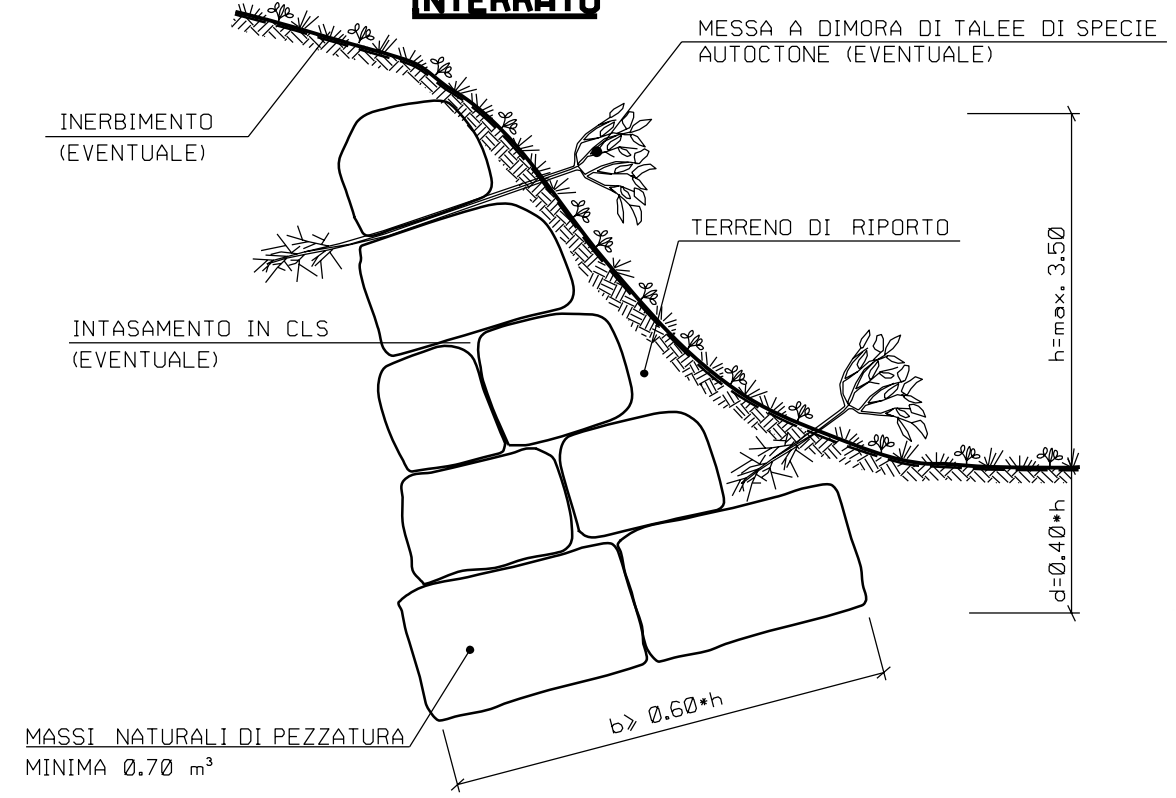 INTERRATO
MESSA A DIMORA DI TALEE DI SPECIE
AUTOCTONE (EVENTUALE)
INERBIMENTO
(EVENTUALE)
TERRENO DI RIPORTO
h=max. 3.50
INTASAMENTO IN CLS
(EVENTUALE)
d=0.40*h
b≥ 0.60*h
MASSI NATURALI DI PEZZATURA
MINIMA 0.70 m³